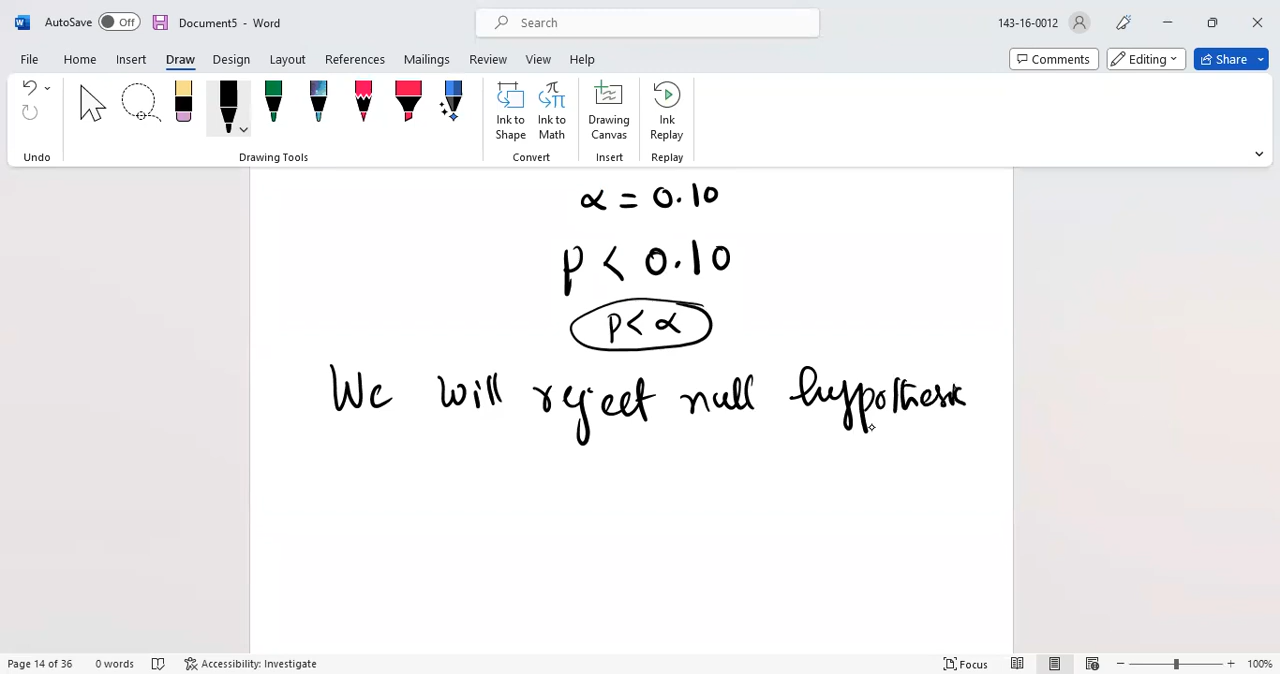 AutoSave Off Document5 - Word Search 143-16-0012
File Home Insert Draw Design Layout References Mailings Review View Help Comments Editing Share
Ink to Shape Ink to Math Drawing Canvas Ink Replay
Undo Drawing Tools Convert Insert Replay
α = 0.10
p < 0.10
p < α
We will reject null hypothesis
Page 14 of 36 0 words Accessibility: Investigate Focus 100%